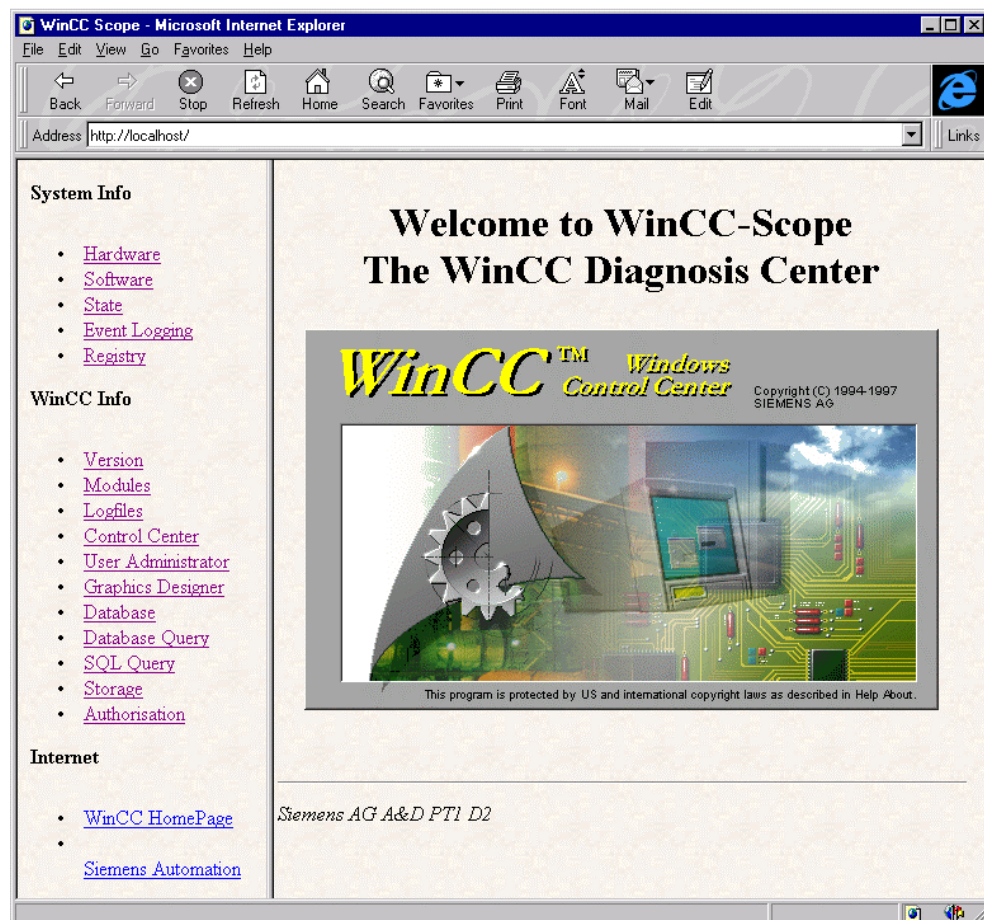 WinCC Scope - Microsoft Internet Explorer
File Edit View Go Favorites Help
Back Forward Stop Refresh Home Search Favorites Print Font Mail Edit
Address http://localhost/ Links
System Info
• Hardware
• Software
• State
• Event Logging
• Registry
WinCC Info
• Version
• Modules
• Logfiles
• Control Center
• User Administrator
• Graphics Designer
• Database
• Database Query
• SQL Query
• Storage
• Authorisation
Internet
• WinCC HomePage
•
Siemens Automation
Welcome to WinCC-Scope
The WinCC Diagnosis Center
WinCC TM Windows
Control Center
Copyright (C) 1994-1997
SIEMENS AG
This program is protected by US and international copyright laws as described in Help About.
Siemens AG A&D PT1 D2